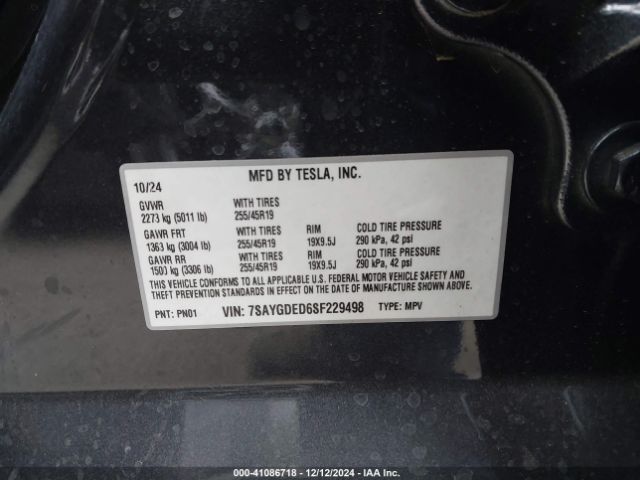 MFD BY TESLA, INC.
10/24
GVWR WITH TIRES
2273 kg (5011 lb) 255/45R19
GAWR FRT WITH TIRES RIM COLD TIRE PRESSURE
1363 kg (3004 lb) 255/45R19 19X9.5J 290 kPa, 42 psi
GAWR RR WITH TIRES RIM COLD TIRE PRESSURE
1500 kg (3306 lb) 255/45R19 19X9.5J 290 kPa, 42 psi
THIS VEHICLE CONFORMS TO ALL APPLICABLE U.S. FEDERAL MOTOR VEHICLE SAFETY AND
THEFT PREVENTION STANDARDS IN EFFECT ON THE DATE OF MANUFACTURE SHOWN ABOVE.
PNT: PN01 VIN: 7SAYGDED6SF229498 TYPE: MPV
000-41086718 - 12/12/2024 - IAA Inc.